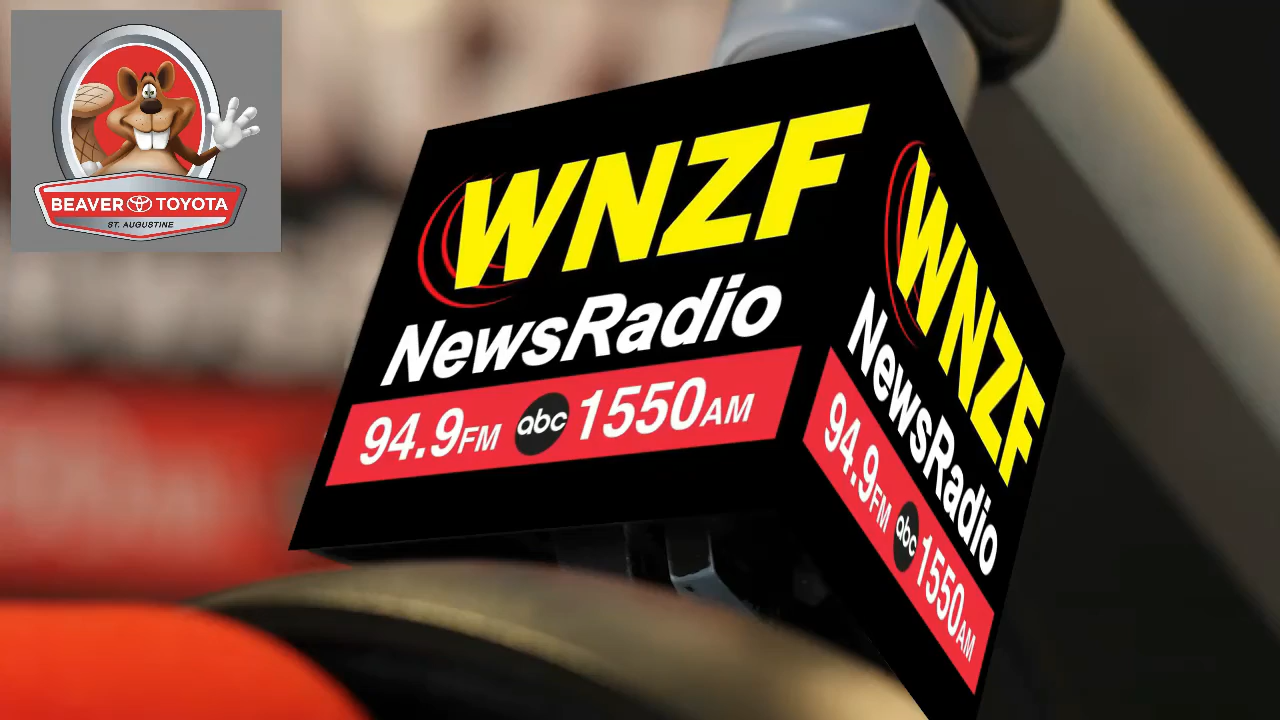 BEAVER TOYOTA
ST. AUGUSTINE
WNZF
NewsRadio
94.9FM abc 1550AM
WNZF
NewsRadio
94.9FM abc 1550AM